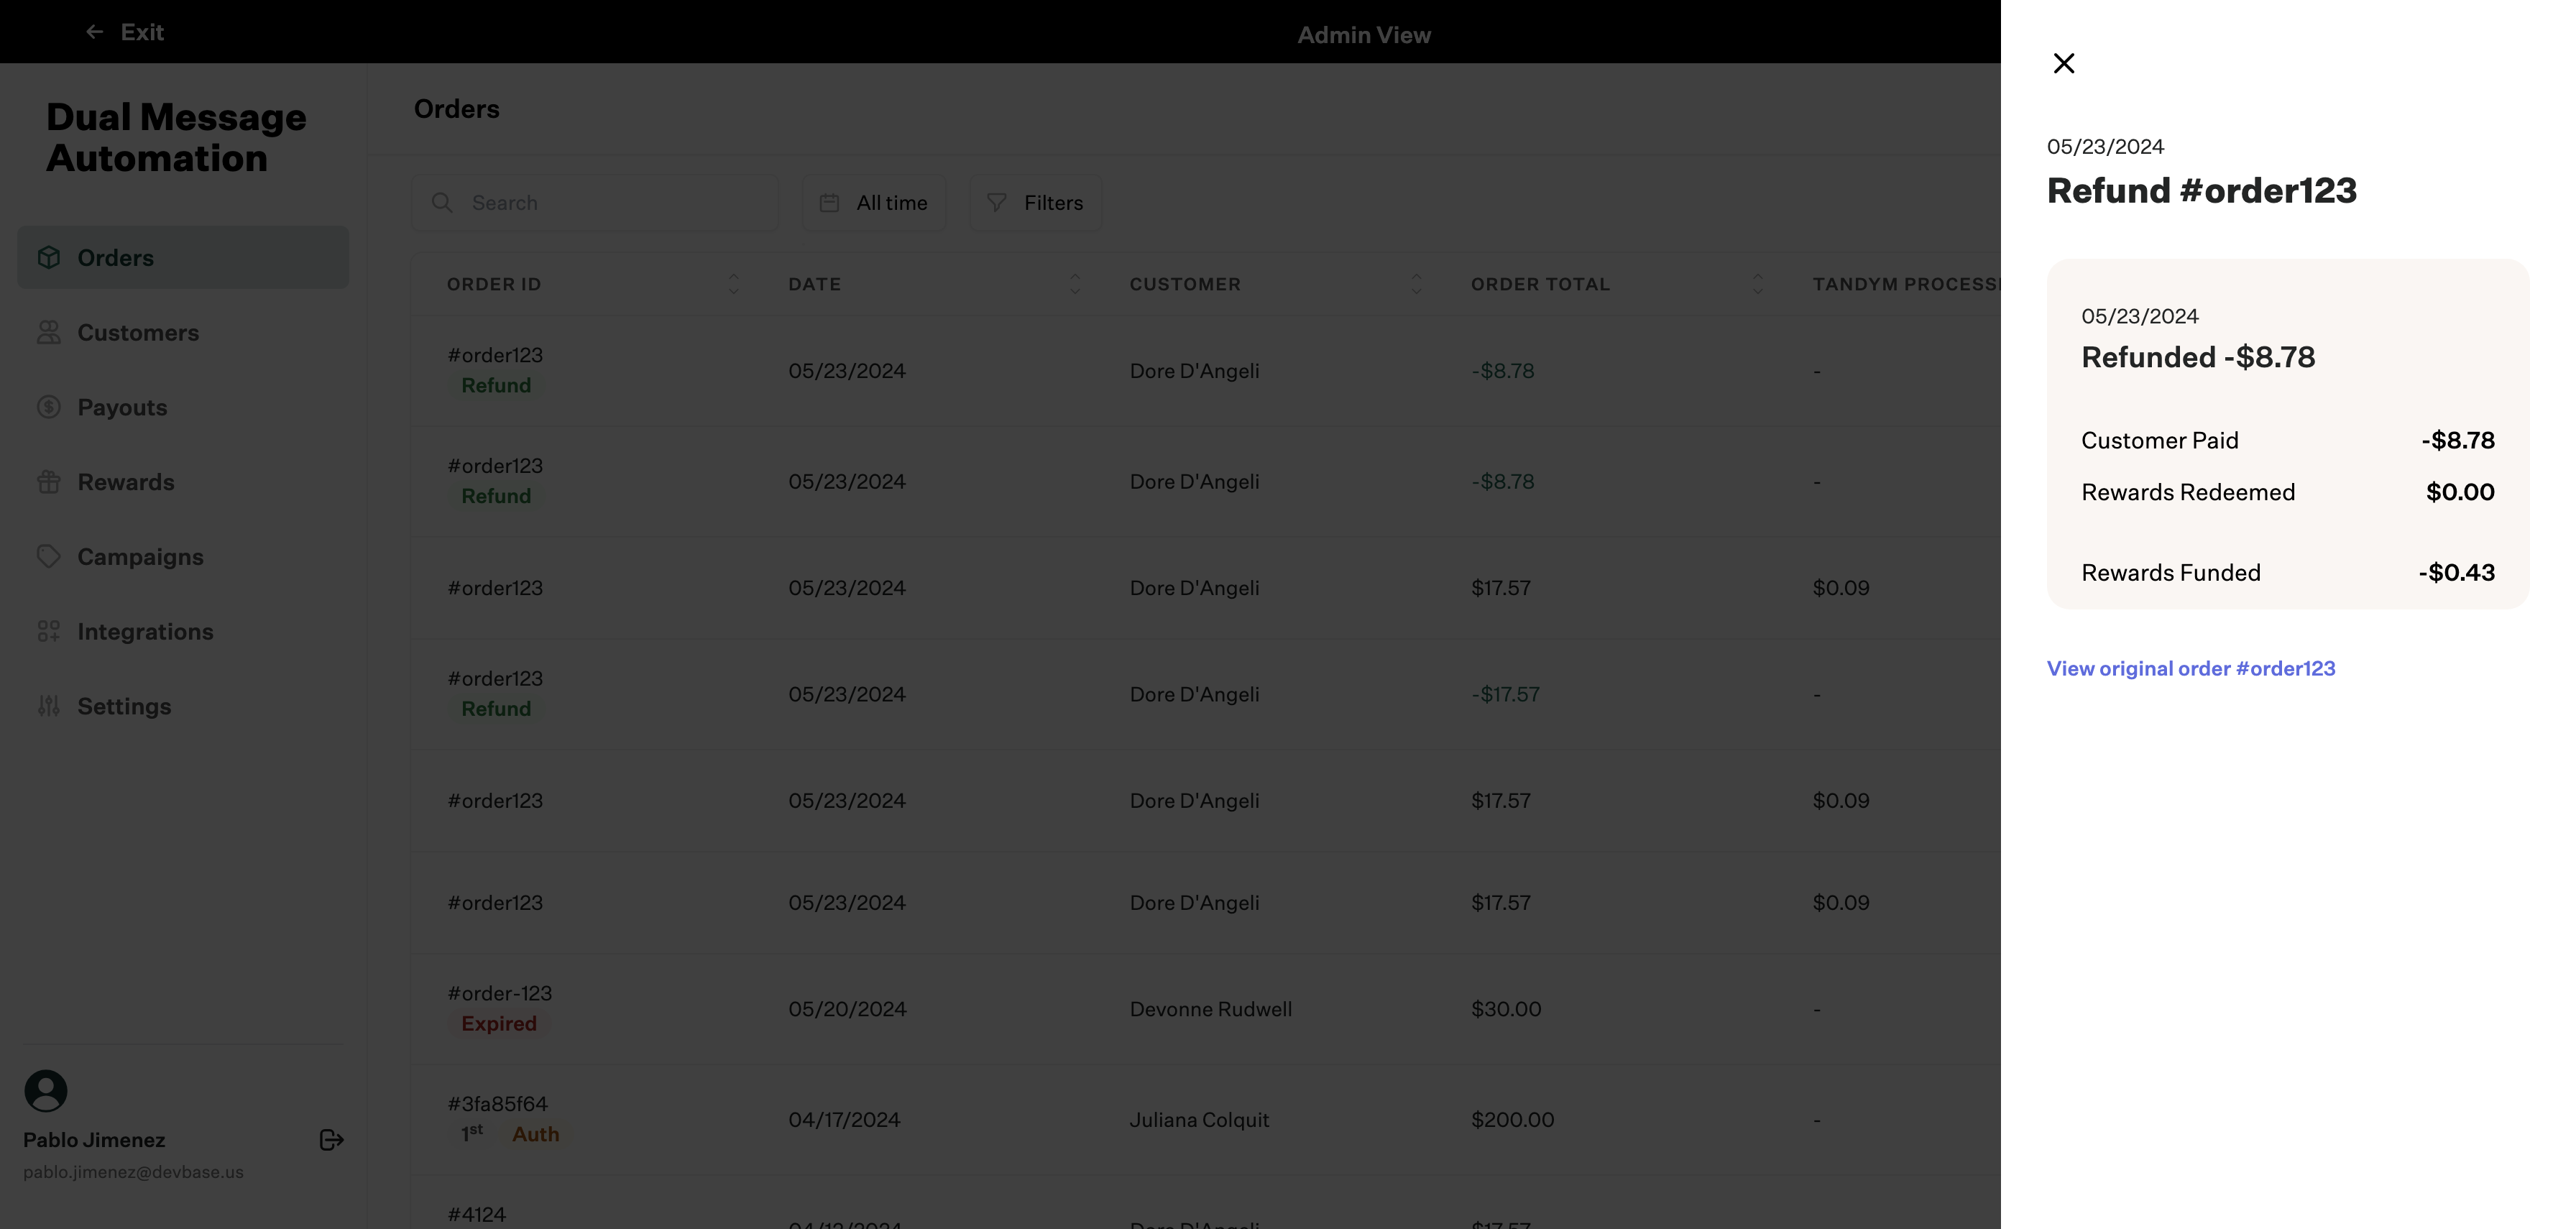 Exit
Admin View
Dual Message
Automation
Orders
Customers
Payouts
Rewards
Campaigns
Integrations
Settings
Pablo Jimenez
pablo.jimenez@devbase.us
Orders
Search
All time
Filters
ORDER ID DATE CUSTOMER ORDER TOTAL TANDYM
#order123 05/23/2024 Dore D'Angeli -$8.78 -
Refund
#order123 05/23/2024 Dore D'Angeli -$8.78 -
Refund
#order123 05/23/2024 Dore D'Angeli $17.57 $0.09
#order123 05/23/2024 Dore D'Angeli -$17.57 -
Refund
#order123 05/23/2024 Dore D'Angeli $17.57 $0.09
#order123 05/23/2024 Dore D'Angeli $17.57 $0.09
#order-123 05/20/2024 Devonne Rudwell $30.00 -
Expired
#3fa85f64 04/17/2024 Juliana Colquit $200.00 -
1st Auth
#4124
05/23/2024
Refund #order123
05/23/2024
Refunded -$8.78
Customer Paid -$8.78
Rewards Redeemed $0.00
Rewards Funded -$0.43
View original order #order123